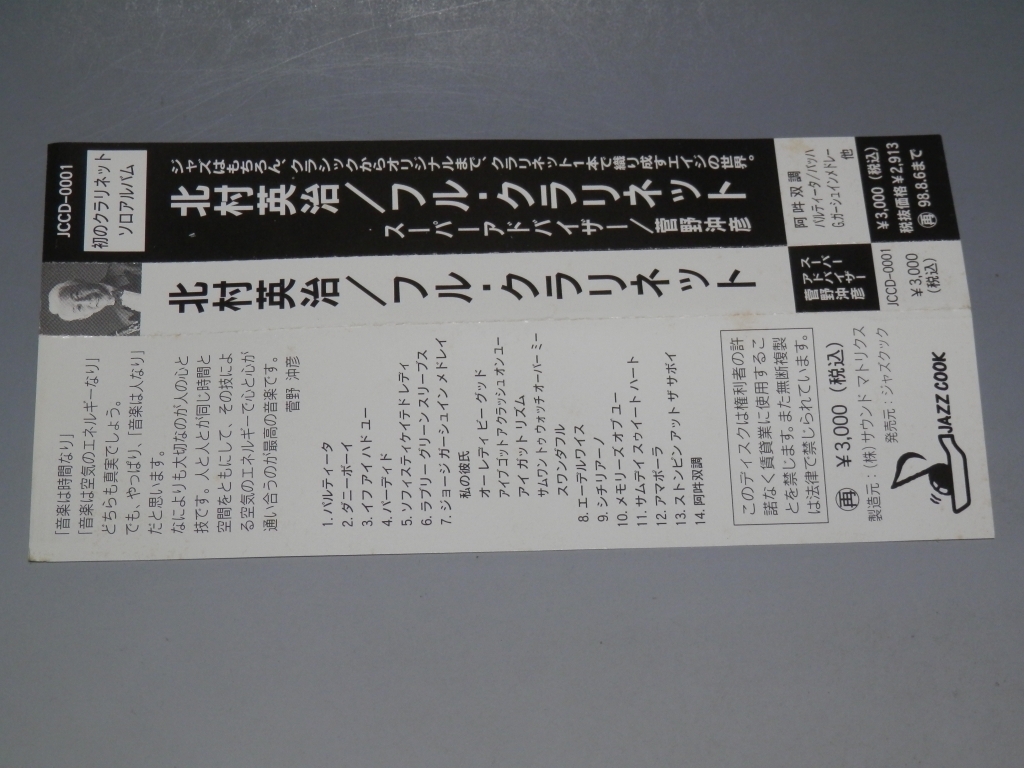 JCCD-0001
初のクラリネット
ソロアルバム
ジャズはもちろん、クラシックからオリジナルまで、クラリネット1本で織り成すエイジの世界。
北村英治／フル・クラリネット
スーパーアドバイザー／菅野沖彦
阿吽双調
パルティータ／バッハ
G.ガーシュインメドレー
他
¥3,000（税込）
税抜価格¥2,913
再 98.8.6まで
北村英治／フル・クラリネット
スーパー
アドバイザー
菅野沖彦
JCCD-0001
¥3,000
（税込）
「音楽は時間なり」
「音楽は空気のエネルギーなり」
どちらも真実でしょう。
でも、やっぱり、「音楽は人なり」
だと思います。
なによりも大切なのが人の心と
技です。人と人とが同じ時間と
空間をともにして、その技によ
る空気のエネルギーで心と心が
通い合うのが最高の音楽です。
菅野 沖彦
1. パルティータ
2. ダニーボーイ
3. イフ アイ ハド ユー
4. バーディド
5. ソフィスティケイテド レディ
6. ラブリー グリーン スリーブス
7. ジョージガーシュイン メドレイ
私の彼氏
オー レディ ビー グッド
アイブゴット アクラッシュ オン ユー
アイ ガット リズム
サムワン トゥ ウォッチ オーバー ミー
スワンダフル
8. エーデルワイス
9. シチリアーノ
10. メモリーズ オブ ユー
11. サムデイ スウィート ハート
12. アマポーラ
13. ストンピン アット ザ サボイ
14. 阿吽双調
このディスクは権利者の許
諾なく賃貸業に使用するこ
とを禁じます。また無断複製
は法律で禁じられています。
再 ¥3,000（税込）
製造元：（株）サウンド マトリクス
発売元：ジャズクック
JAZZ COOK